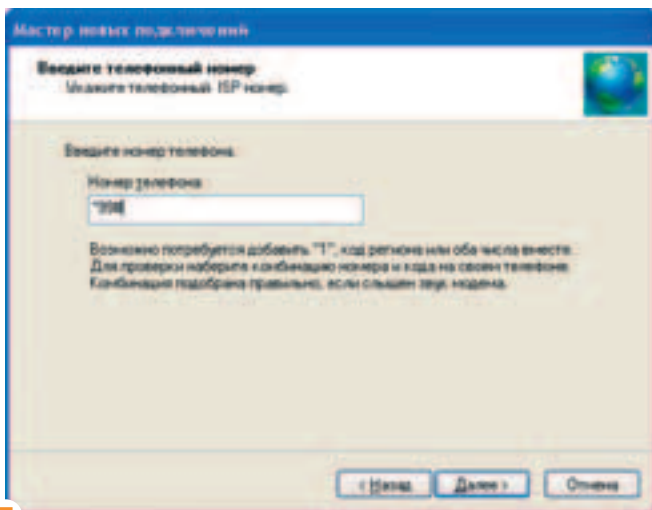 Мастер новых подключений
Введите телефонный номер
Укажите телефонный ISP номер.
Введите номер телефона.
Номер телефона:
Возможно потребуется добавить "1", код региона или оба числа вместе.
Для проверки наберите комбинацию номера и кода на своем телефоне.
Комбинация подобрана правильно, если слышен звук модема.
< Назад
Далее >
Отмена